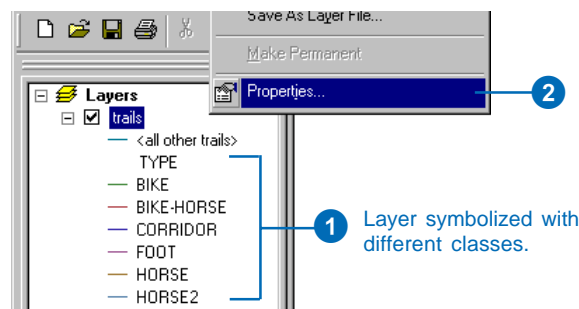 Save As Layer File...
Make Permanent
Properties...
2
Layers
trails
<all other trails>
TYPE
BIKE
BIKE-HORSE
CORRIDOR
FOOT
HORSE
HORSE2
1
Layer symbolized with
different classes.